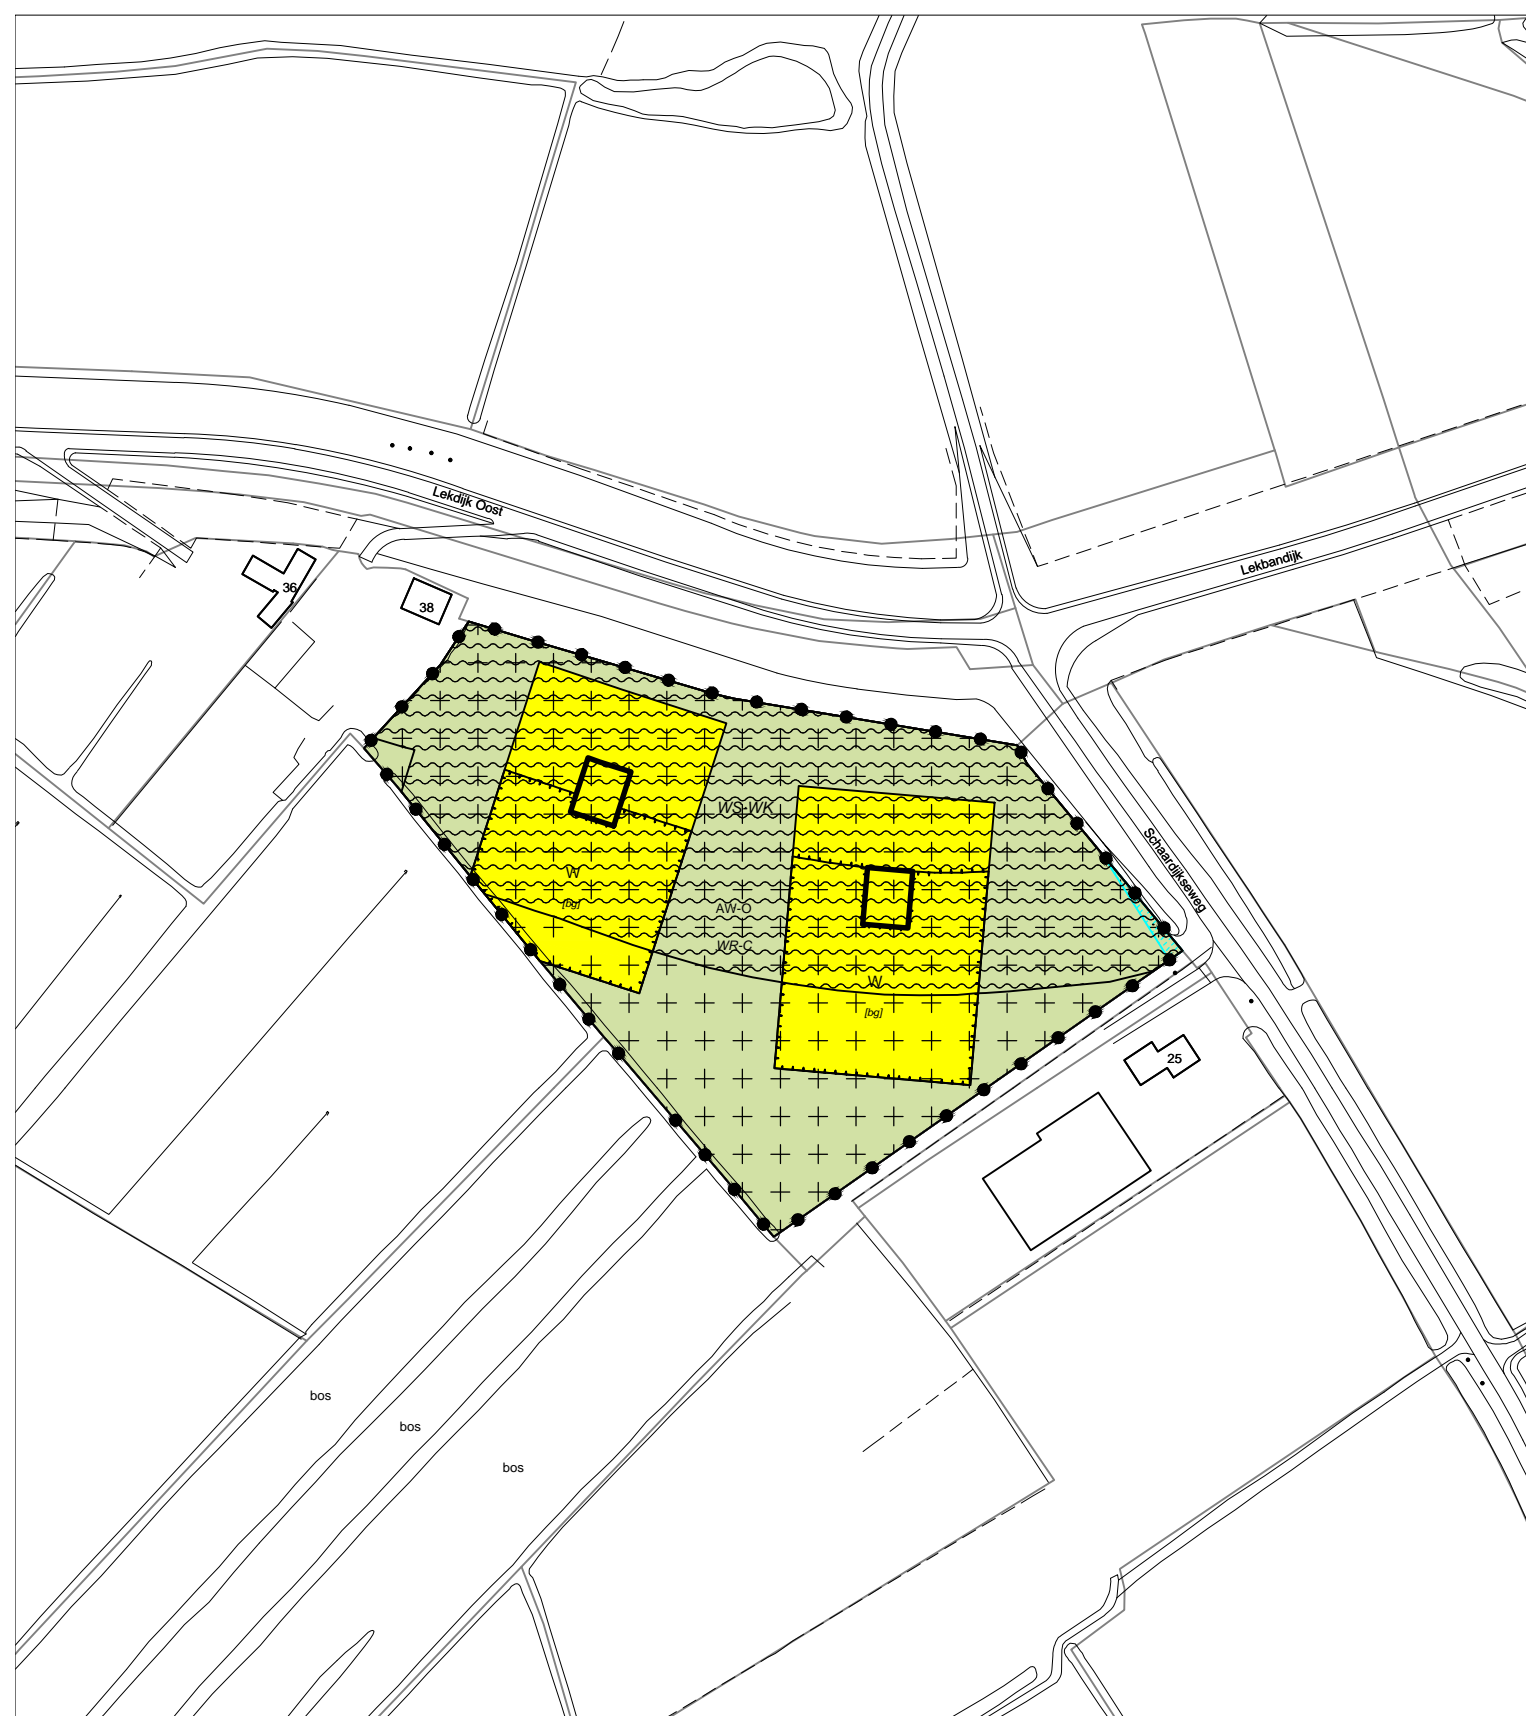 Lekdijk Oost
Lekbandijk
36
38
WS-WK
Schaardijkseweg
W
[bg]
AW-O
WR-C
W
[bg]
25
bos
bos
bos